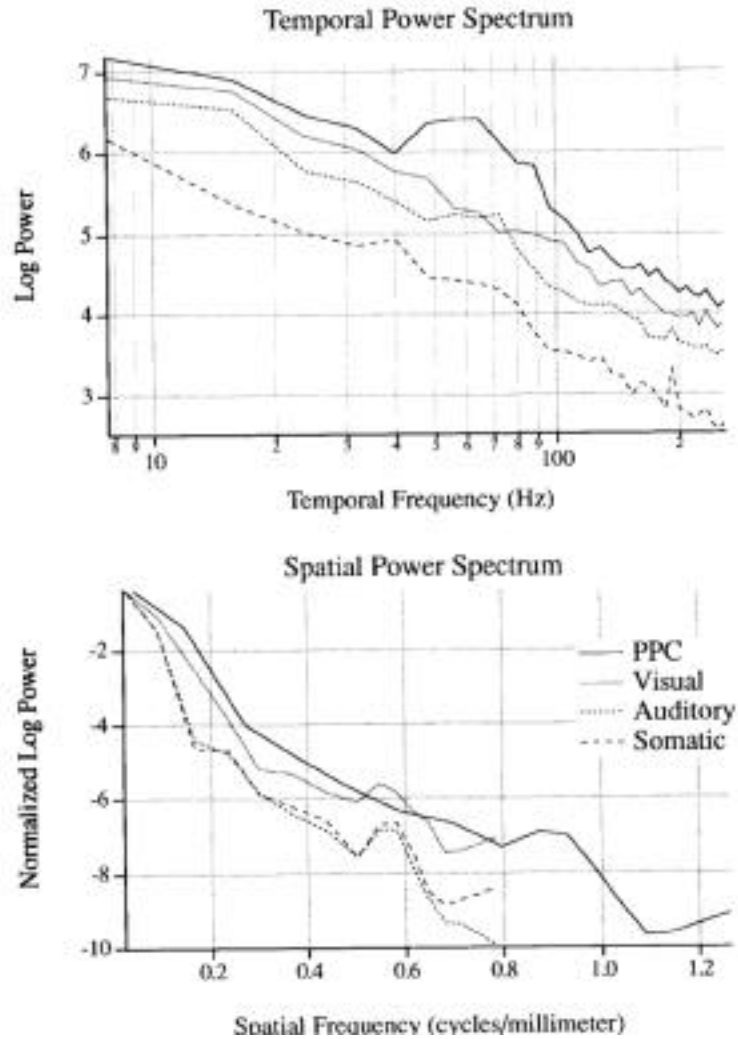 Temporal Power Spectrum
7
6
5
4
3
Log Power
8 9 10 2 3 4 5 6 7 8 9 100 2
Temporal Frequency (Hz)
Spatial Power Spectrum
-2
-4
-6
-8
-10
Normalized Log Power
PPC
Visual
Auditory
Somatic
0.2 0.4 0.6 0.8 1.0 1.2
Spatial Frequency (cycles/millimeter)